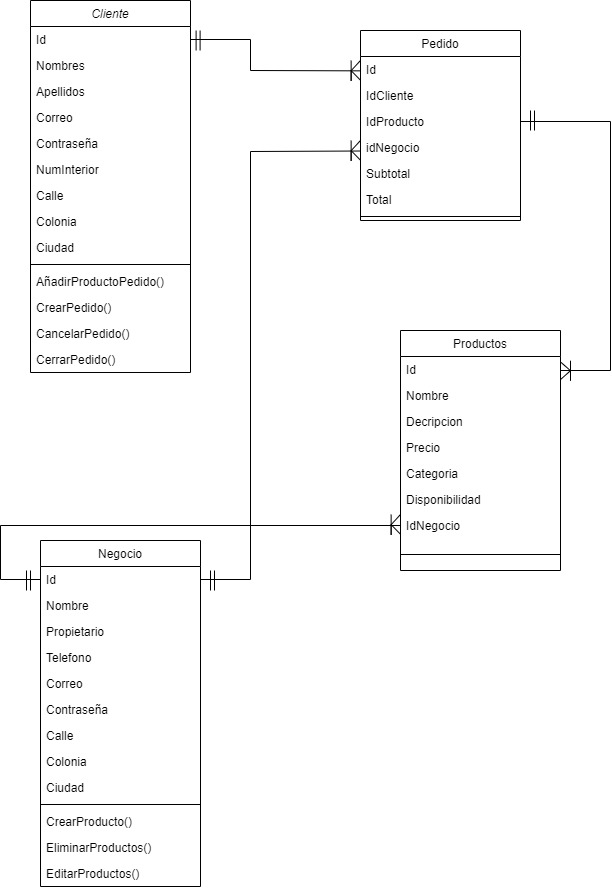 Cliente
Id
Nombres
Apellidos
Correo
Contraseña
NumInterior
Calle
Colonia
Ciudad
AñadirProductoPedido()
CrearPedido()
CancelarPedido()
CerrarPedido()
Pedido
Id
IdCliente
IdProducto
idNegocio
Subtotal
Total
Productos
Id
Nombre
Decripcion
Precio
Categoria
Disponibilidad
IdNegocio
Negocio
Id
Nombre
Propietario
Telefono
Correo
Contraseña
Calle
Colonia
Ciudad
CrearProducto()
EliminarProductos()
EditarProductos()